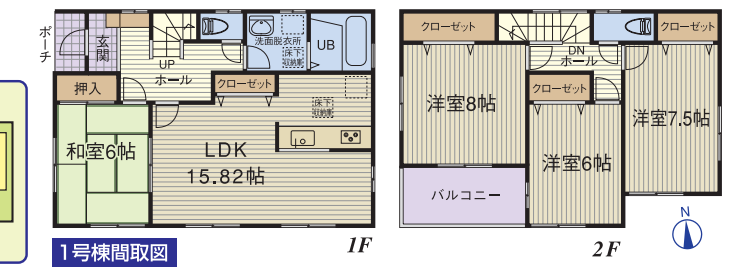 ポーチ
玄関
UP
ホール
洗面脱衣所
床下収納庫
UB
押入
クローゼット
床下収納庫
和室6帖
LDK
15.82帖
1号棟間取図
1F
クローゼット
クローゼット
DN
ホール
クローゼット
洋室8帖
洋室6帖
洋室7.5帖
バルコニー
2F
N